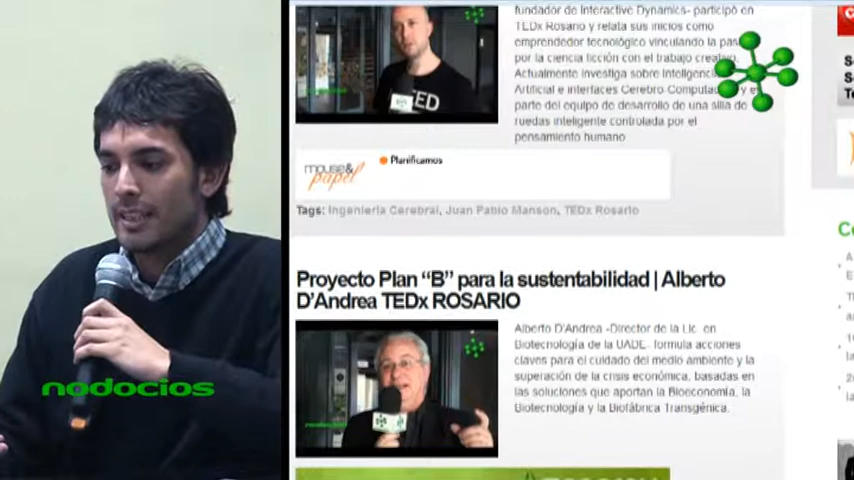 nodocios
fundador de Interactive Dynamics- participó en
TEDx Rosario y relata sus inicios como
emprendedor tecnológico vinculando la
por la ciencia ficción con el trabajo
Actualmente investiga sobre
Artificial e interfaces Cerebro
parte del equipo de desarrollo de una silla de
ruedas inteligente controlada por el
pensamiento humano
mouse&
papel
Planificamos
Tags: Ingeniería Cerebral, Juan Pablo Manson, TEDx Rosario
Proyecto Plan “B” para la sustentabilidad | Alberto
D’Andrea TEDx ROSARIO
Alberto D'Andrea -Director de la Lic. en
Biotecnología de la UADE- formula acciones
claves para el cuidado del medio ambiente y la
superación de la crisis económica, basadas en
las soluciones que aportan la Bioeconomía, la
Biotecnología y la Biofábrica Transgénica.